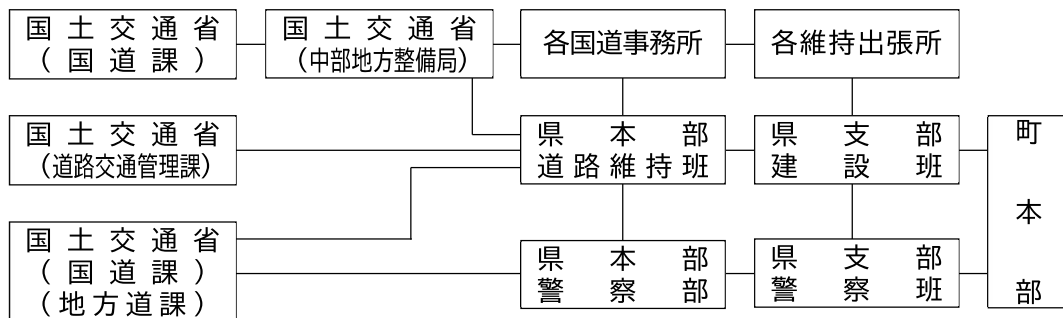 国土交通省
(国道課)
国土交通省
(中部地方整備局)
各国道事務所
各維持出張所
国土交通省
(道路交通管理課)
県本部
道路維持班
県支部
建設班
町本部
国土交通省
(国道課)
(地方道課)
県本部
警察部
県支部
警察班